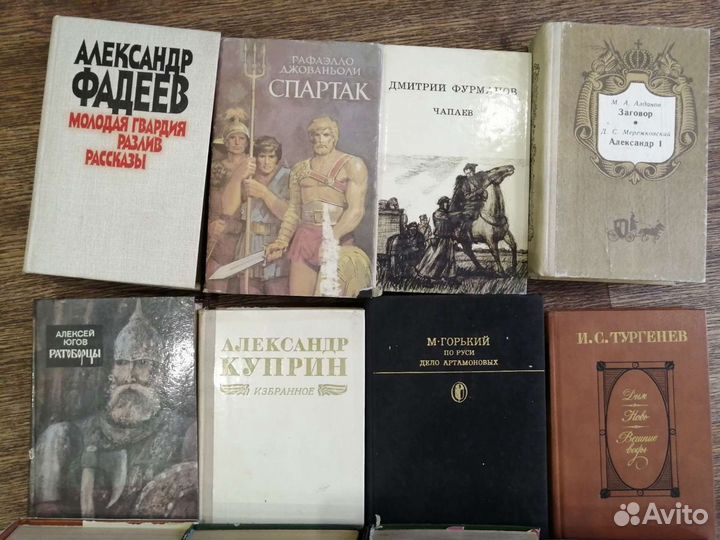 АЛЕКСАНДР
ФАДЕЕВ
МОЛОДАЯ ГВАРДИЯ
РАЗЛИВ
РАССКАЗЫ
РАФАЭЛЛО
ДЖОВАНЬОЛИ
СПАРТАК
ДМИТРИЙ ФУРМАНОВ
ЧАПАЕВ
М. А. Алданов
Заговор
Д. С. Мережковский
Александр I
АЛЕКСЕЙ
ЮГОВ
РАТОБОРЦЫ
АЛЕКСАНДР
КУПРИН
ИЗБРАННОЕ
М·ГОРЬКИЙ
ПО РУСИ
ДЕЛО АРТАМОНОВЫХ
И.С.ТУРГЕНЕВ
Дым
Новь
Вешние
воды
Avito